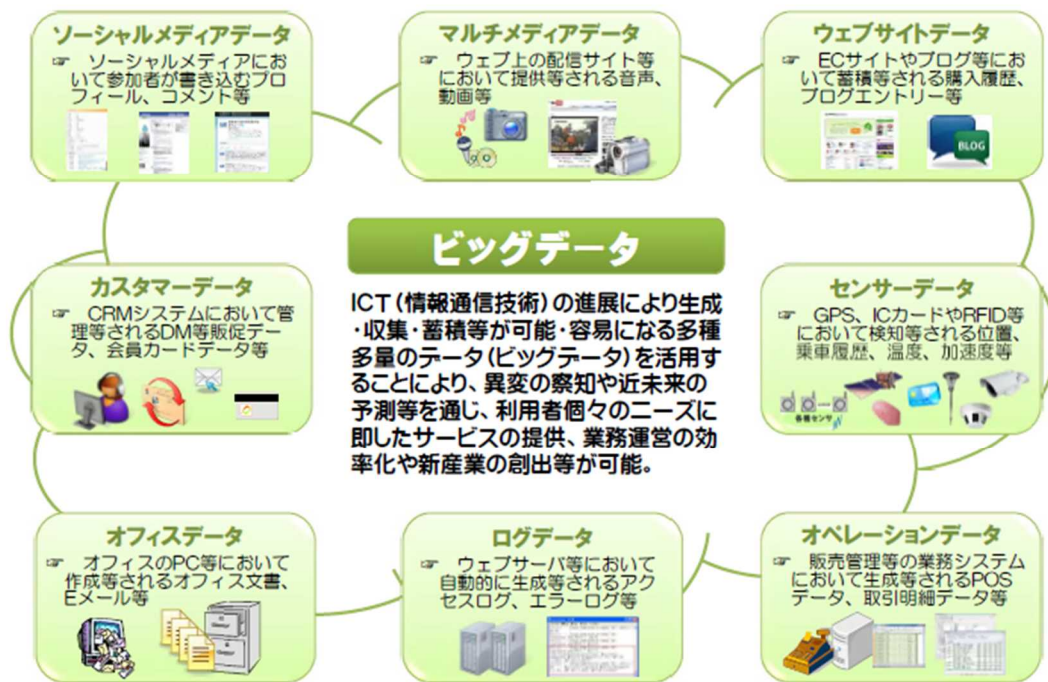 ソーシャルメディアデータ
☞ ソーシャルメディアにお
いて参加者が書き込むプロ
フィール、コメント等
マルチメディアデータ
☞ ウェブ上の配信サイト等
において提供等される音声、
動画等
ウェブサイトデータ
☞ ECサイトやブログ等にお
いて蓄積等される購入履歴、
ブログエントリー等
BLOG
ビッグデータ
ICT(情報通信技術)の進展により生成
・収集・蓄積等が可能・容易になる多種
多量のデータ(ビッグデータ)を活用す
ることにより、異変の察知や近未来の
予測等を通じ、利用者個々のニーズに
即したサービスの提供、業務運営の効
率化や新産業の創出等が可能。
カスタマーデータ
☞ CRMシステムにおいて管
理等されるDM等販促デー
タ、会員カードデータ等
センサーデータ
☞ GPS、ICカードやRFID等
において検知等される位置、
乗車履歴、温度、加速度等
各種センサ
オフィスデータ
☞ オフィスのPC等において
作成等されるオフィス文書、
Eメール等
ログデータ
☞ ウェブサーバ等において
自動的に生成等されるアク
セスログ、エラーログ等
オペレーションデータ
☞ 販売管理等の業務システム
において生成等されるPOS
データ、取引明細データ等